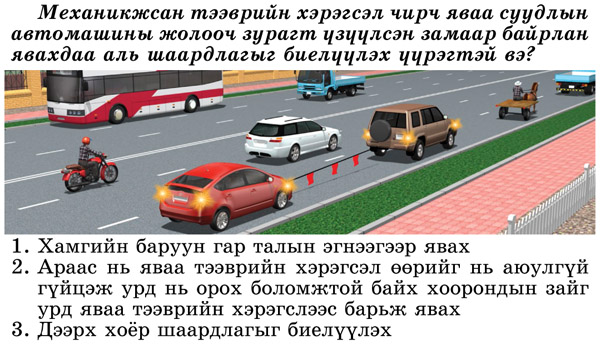 Механикжсан тээврийн хэрэгсэл чирч яваа суудлын
автомашины жолооч зурагт үзүүлсэн замаар байрлан
явахдаа аль шаардлагыг биелүүлэх үүрэгтэй вэ?
1. Хамгийн баруун гар талын эгнээгээр явах
2. Араас нь яваа тээврийн хэрэгсэл өөрийг нь аюулгүй
гүйцэж урд нь орох боломжтой байх хоорондын зайг
урд яваа тээврийн хэрэгслээс барьж явах
3. Дээрх хоёр шаардлагыг биелүүлэх